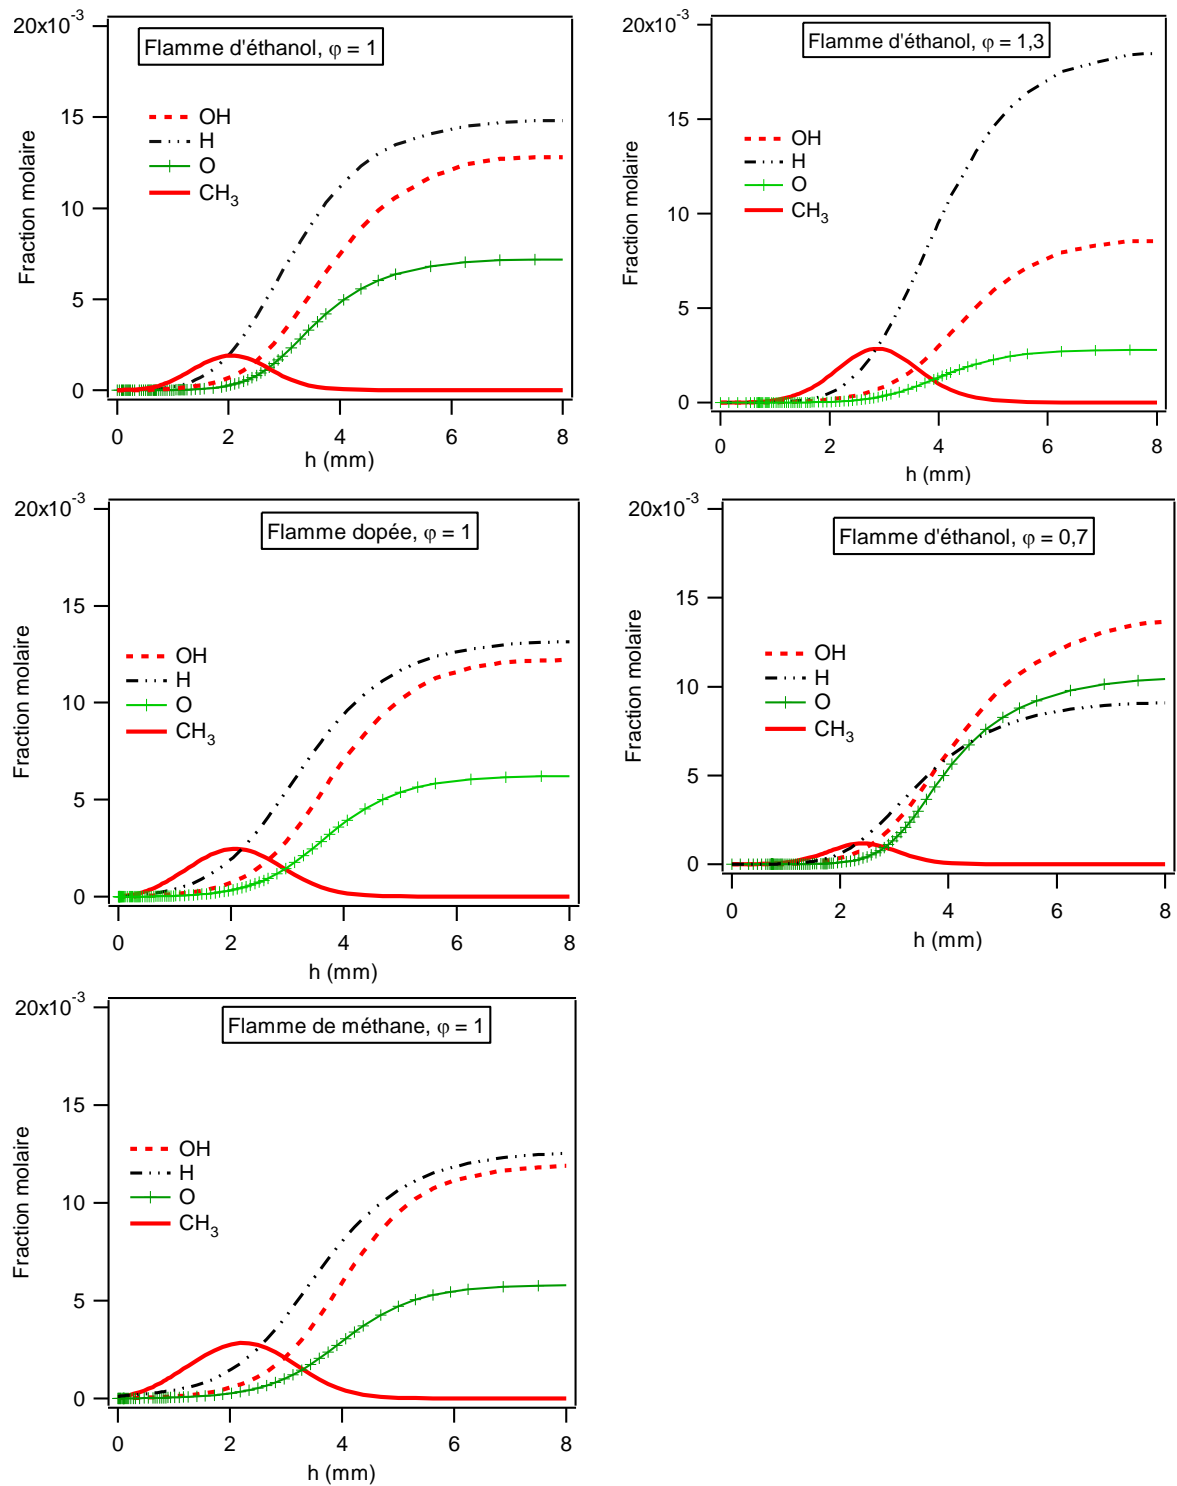 Flamme d'éthanol, φ = 1
20x10-3
15
10
5
0
Fraction molaire
OH
H
O
CH3
0 2 4 6 8
h (mm)
Flamme d'éthanol, φ = 1,3
20x10-3
15
10
5
0
Fraction molaire
OH
H
O
CH3
0 2 4 6 8
h (mm)
Flamme dopée, φ = 1
20x10-3
15
10
5
0
Fraction molaire
OH
H
O
CH3
0 2 4 6 8
h (mm)
Flamme d'éthanol, φ = 0,7
20x10-3
15
10
5
0
Fraction molaire
OH
H
O
CH3
0 2 4 6 8
h (mm)
Flamme de méthane, φ = 1
20x10-3
15
10
5
0
Fraction molaire
OH
H
O
CH3
0 2 4 6 8
h (mm)